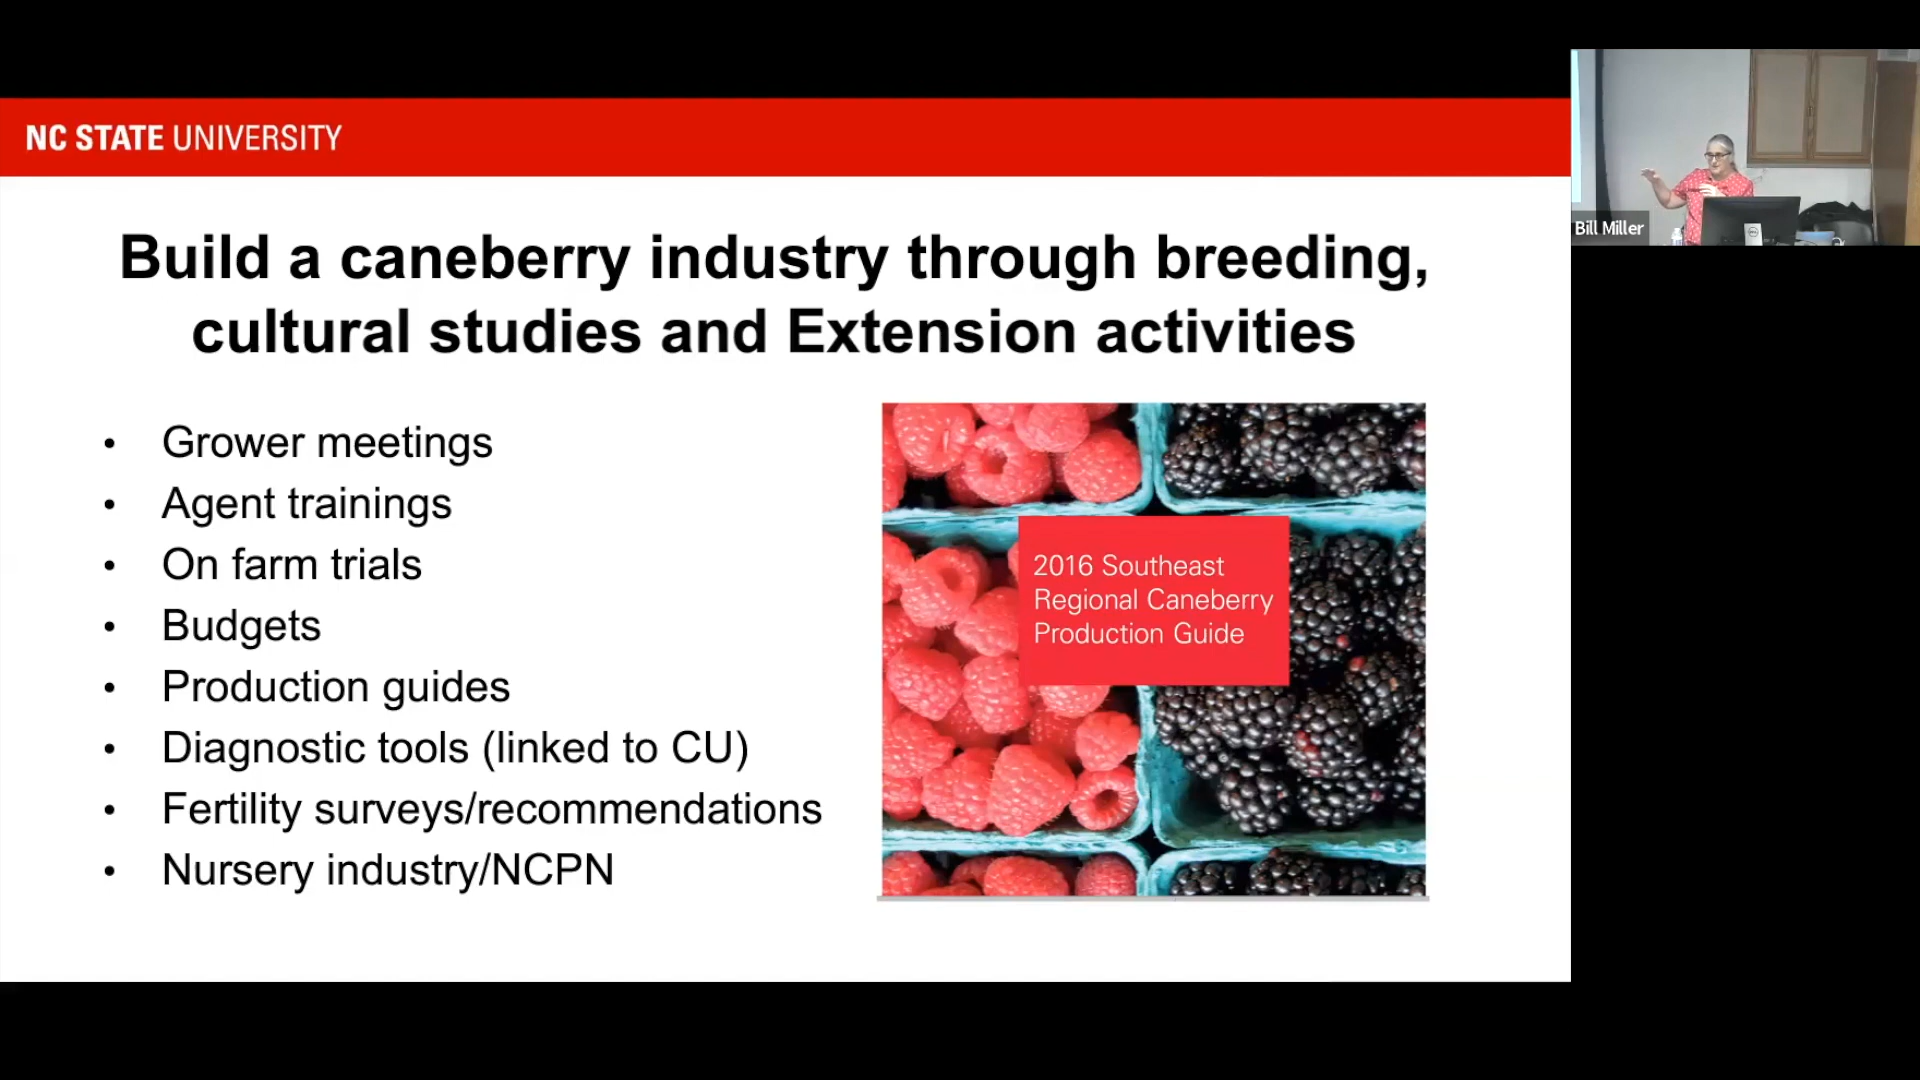 NC STATE UNIVERSITY
Build a caneberry industry through breeding,
cultural studies and Extension activities
• Grower meetings
• Agent trainings
• On farm trials
• Budgets
• Production guides
• Diagnostic tools (linked to CU)
• Fertility surveys/recommendations
• Nursery industry/NCPN
2016 Southeast
Regional Caneberry
Production Guide
Bill Miller